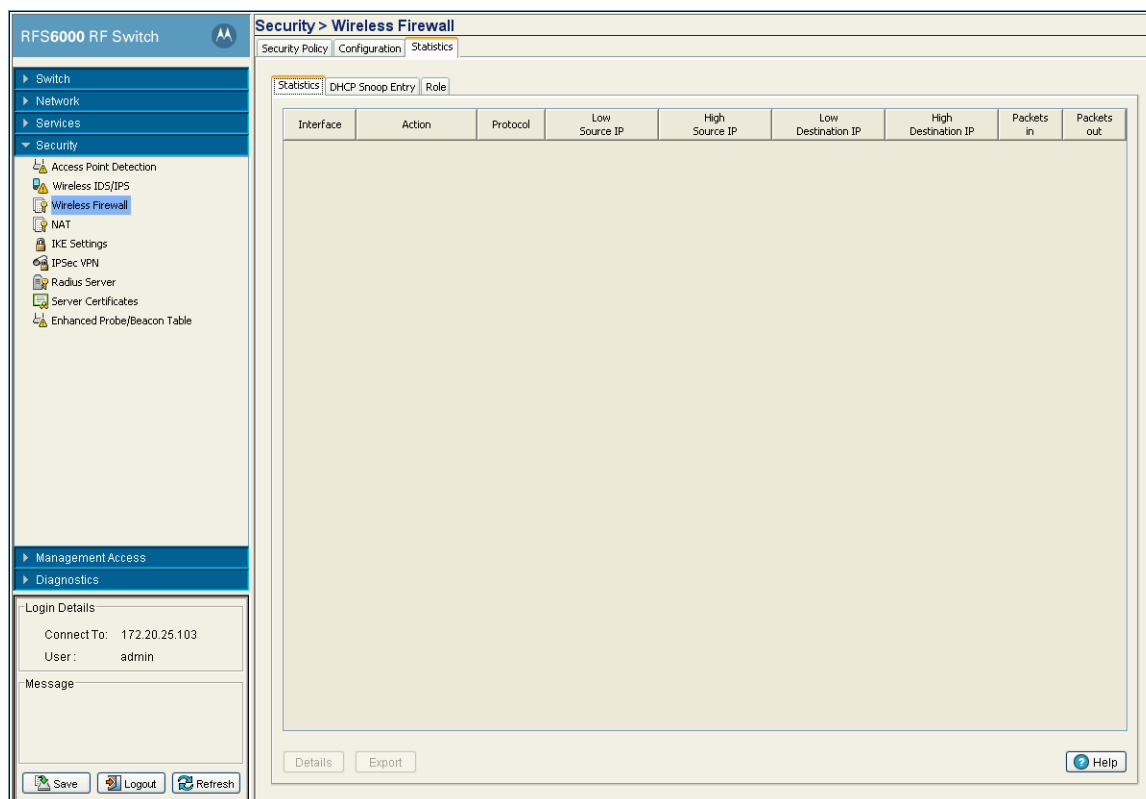 RFS6000 RF Switch
Switch
Network
Services
Security
Access Point Detection
Wireless IDS/IPS
Wireless Firewall
NAT
IKE Settings
IPSec VPN
Radius Server
Server Certificates
Enhanced Probe/Beacon Table
Management Access
Diagnostics
Login Details
Connect To: 172.20.25.103
User : admin
Message
Save Logout Refresh
Security > Wireless Firewall
Security Policy Configuration Statistics
Statistics DHCP Snoop Entry Role
Interface Action Protocol Low Source IP High Source IP Low Destination IP High Destination IP Packets in Packets out
Details Export Help